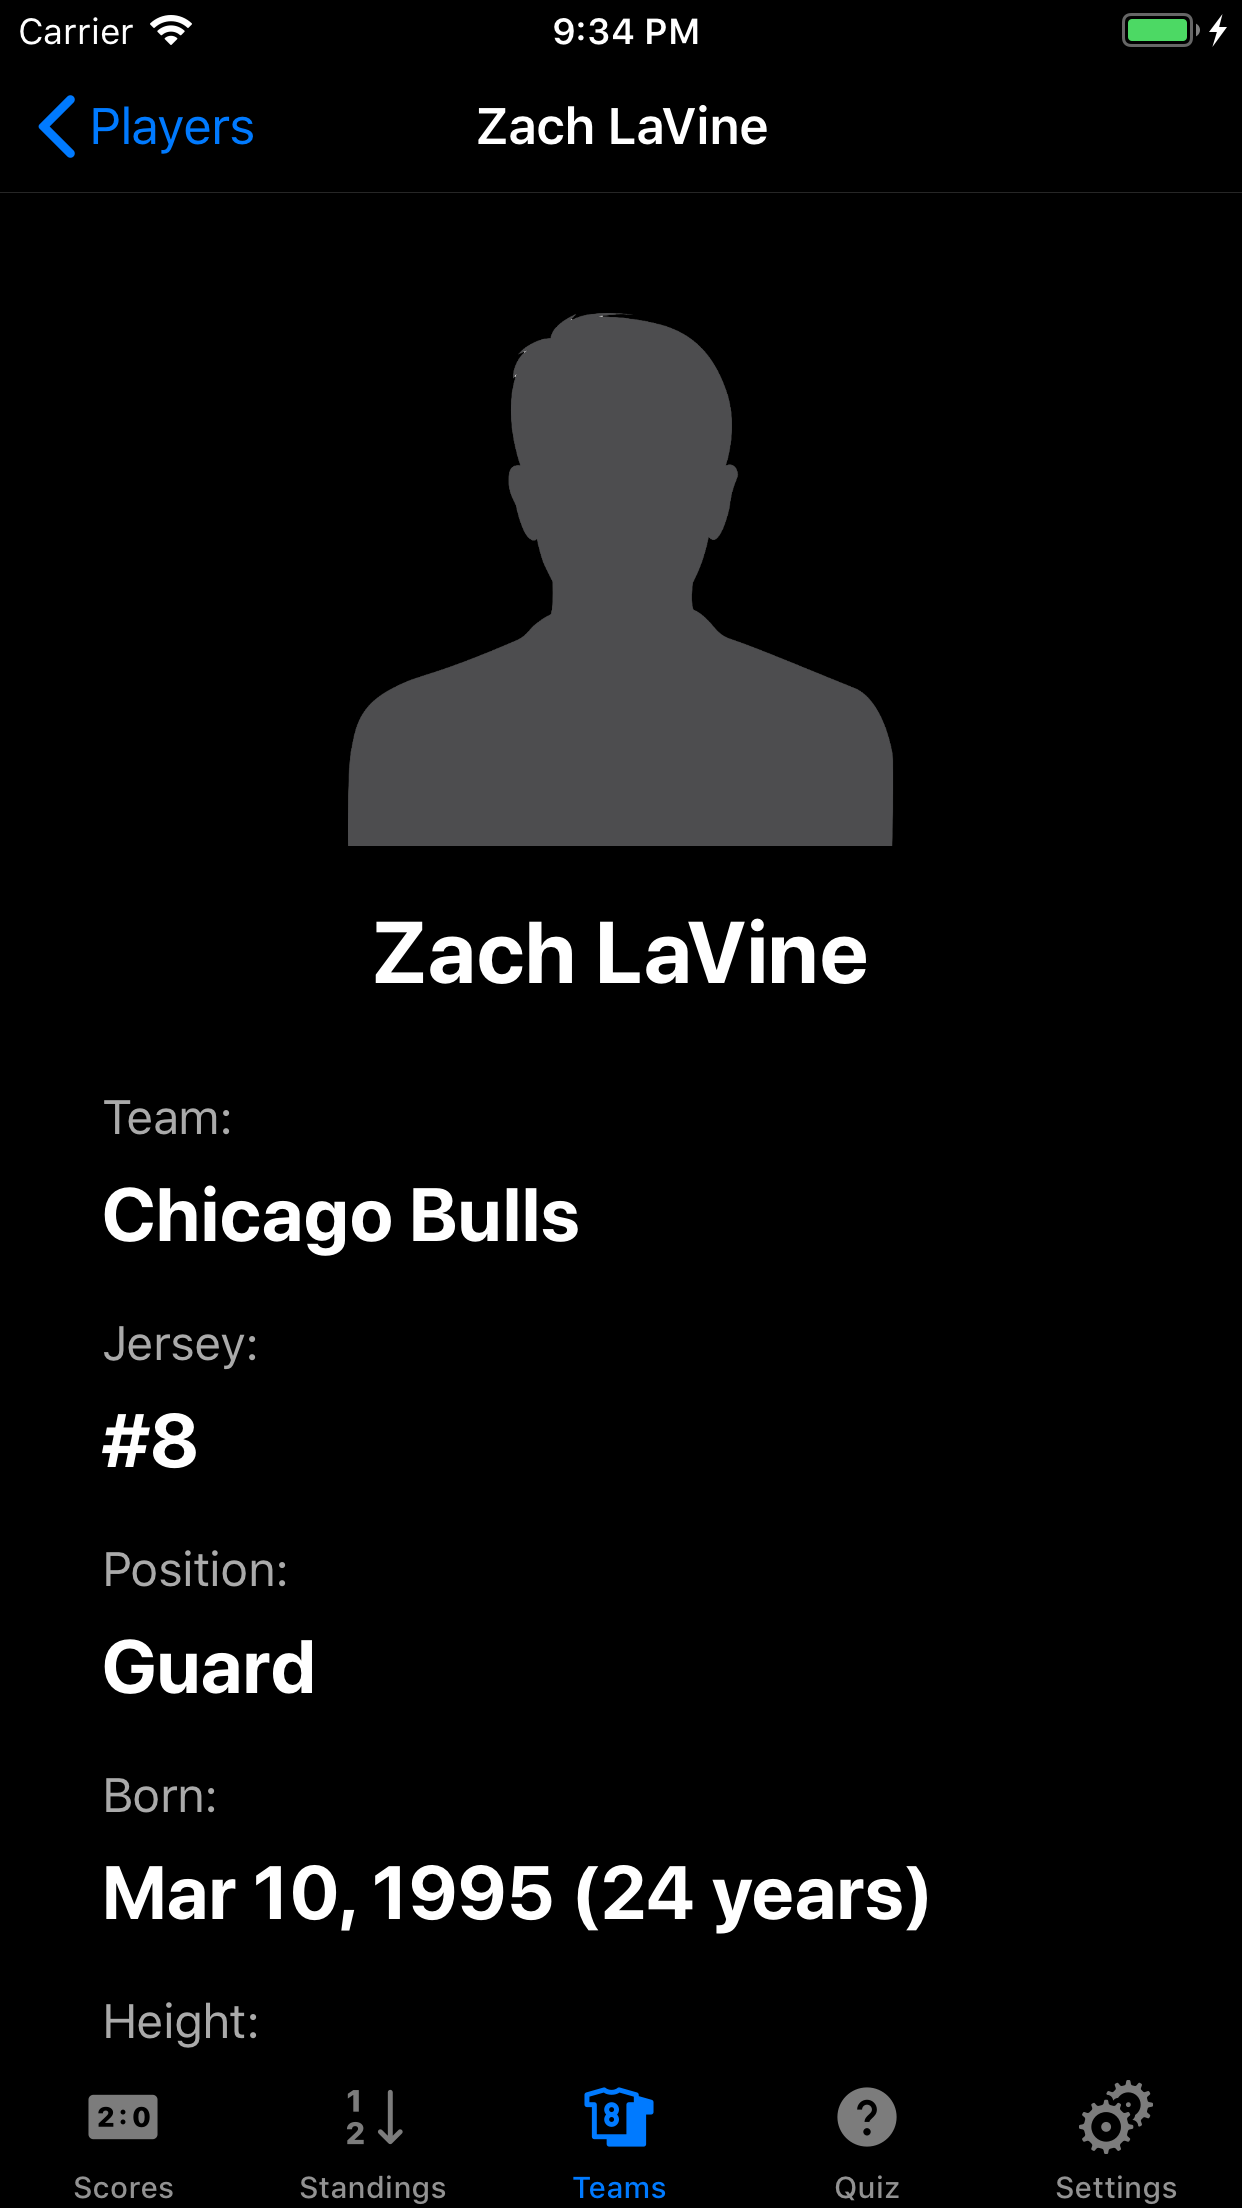 Carrier 9:34 PM
Players Zach LaVine
Zach LaVine
Team:
Chicago Bulls
Jersey:
#8
Position:
Guard
Born:
Mar 10, 1995 (24 years)
Height:
2:0 1 2 8 ?
Scores Standings Teams Quiz Settings